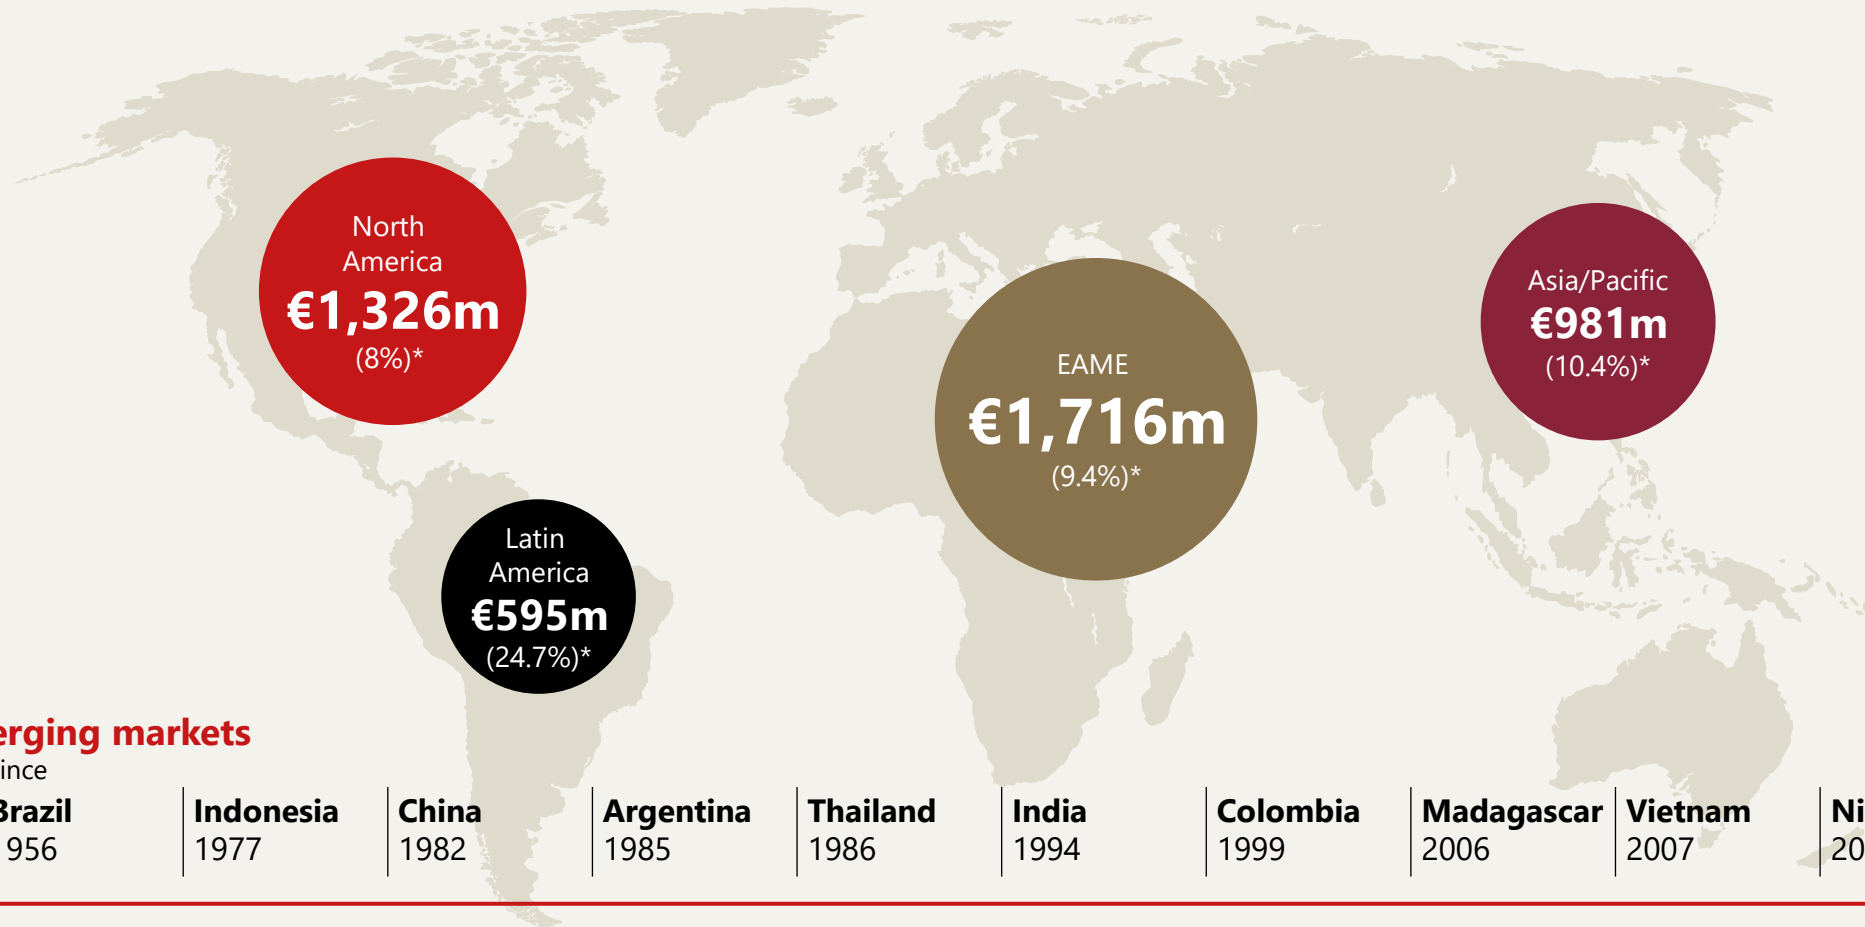 North
America
€1,326m
(8%)*
Asia/Pacific
€981m
(10.4%)*
EAME
€1,716m
(9.4%)*
Latin
America
€595m
(24.7%)*
erging markets
ince
Brazil Indonesia China Argentina Thailand India Colombia Madagascar Vietnam Ni
956 1977 1982 1985 1986 1994 1999 2006 2007 20